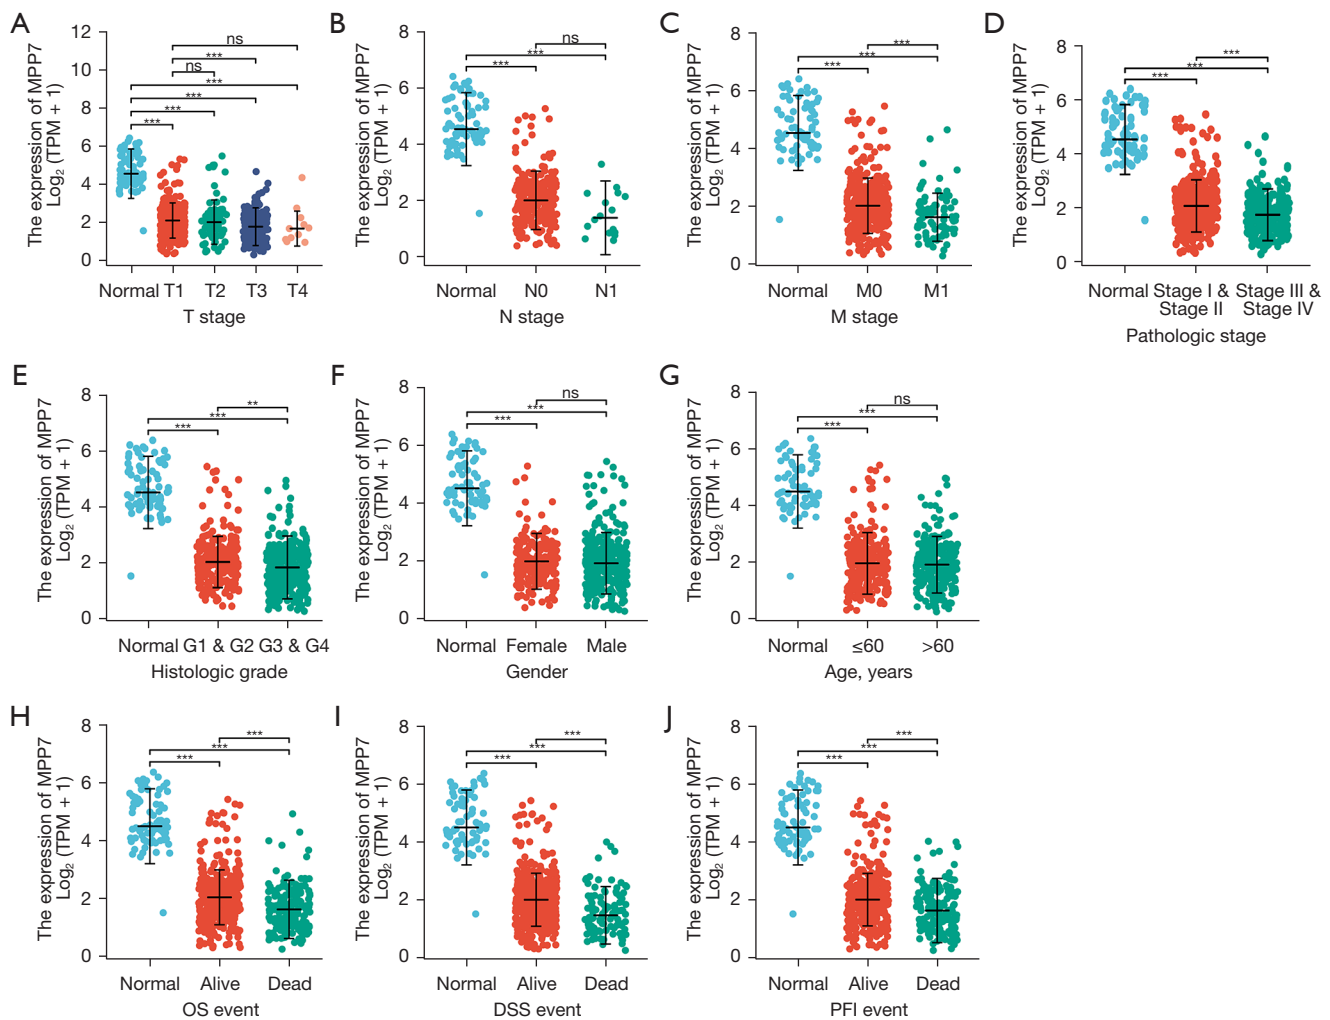 A
The expression of MPP7
Log2 (TPM + 1)
12
10
8
6
4
2
0
ns
***
ns
***
***
***
***
Normal T1 T2 T3 T4
T stage
B
The expression of MPP7
Log2 (TPM + 1)
8
6
4
2
0
ns
***
***
Normal N0 N1
N stage
C
The expression of MPP7
Log2 (TPM + 1)
8
6
4
2
0
***
***
***
Normal M0 M1
M stage
D
The expression of MPP7
Log2 (TPM + 1)
8
6
4
2
0
***
***
***
Normal Stage I & Stage III &
Stage II Stage IV
Pathologic stage
E
The expression of MPP7
Log2 (TPM + 1)
8
6
4
2
0
**
***
***
Normal G1 & G2 G3 & G4
Histologic grade
F
The expression of MPP7
Log2 (TPM + 1)
8
6
4
2
0
ns
***
***
Normal Female Male
Gender
G
The expression of MPP7
Log2 (TPM + 1)
8
6
4
2
0
ns
***
***
Normal ≤60 >60
Age, years
H
The expression of MPP7
Log2 (TPM + 1)
8
6
4
2
0
***
***
***
Normal Alive Dead
OS event
I
The expression of MPP7
Log2 (TPM + 1)
8
6
4
2
0
***
***
***
Normal Alive Dead
DSS event
J
The expression of MPP7
Log2 (TPM + 1)
8
6
4
2
0
***
***
***
Normal Alive Dead
PFI event